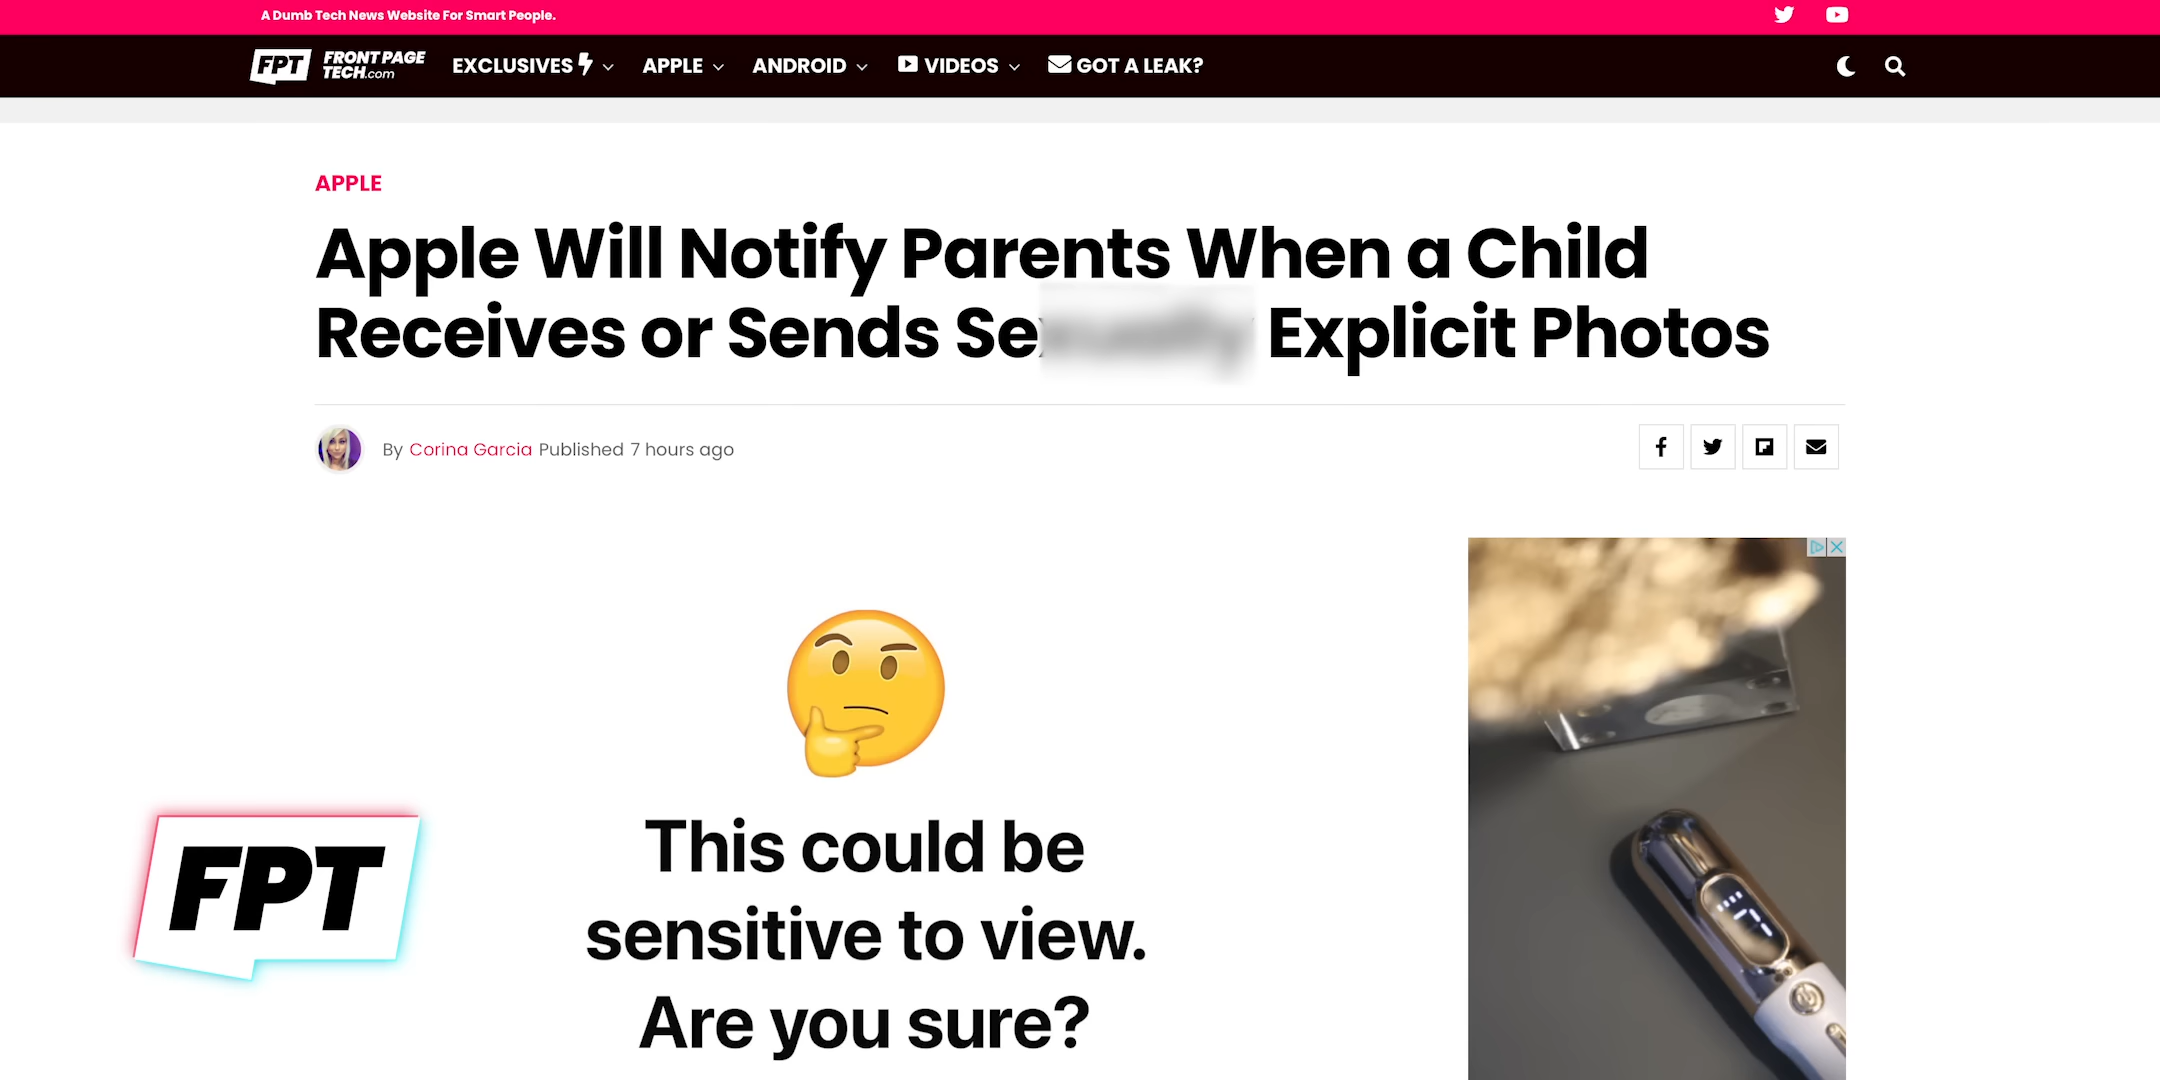 A Dumb Tech News Website For Smart People.
FPT FRONT PAGE TECH.com EXCLUSIVES APPLE ANDROID VIDEOS GOT A LEAK?
APPLE
Apple Will Notify Parents When a Child
Receives or Sends Sexually Explicit Photos
By Corina Garcia Published 7 hours ago
This could be
sensitive to view.
Are you sure?
FPT